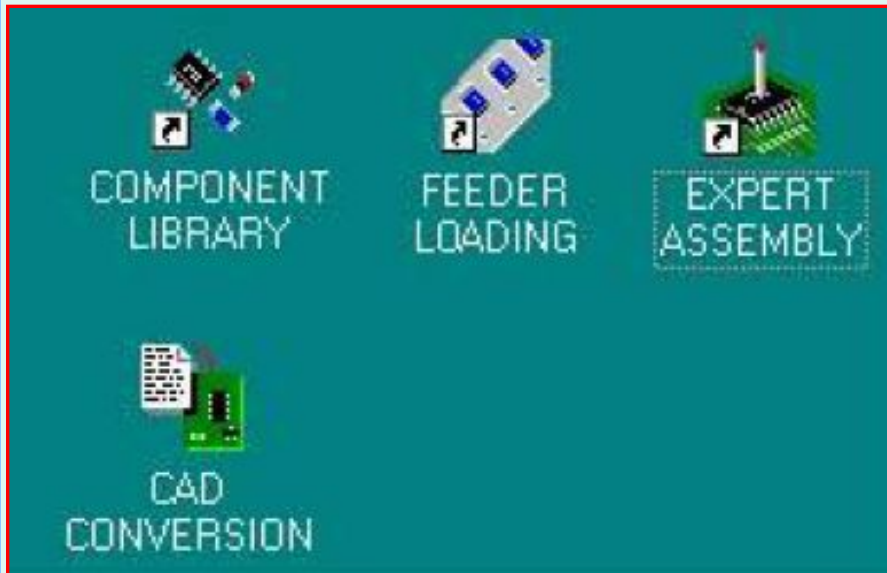 COMPONENT
LIBRARY
FEEDER
LOADING
EXPERT
ASSEMBLY
CAD
CONVERSION